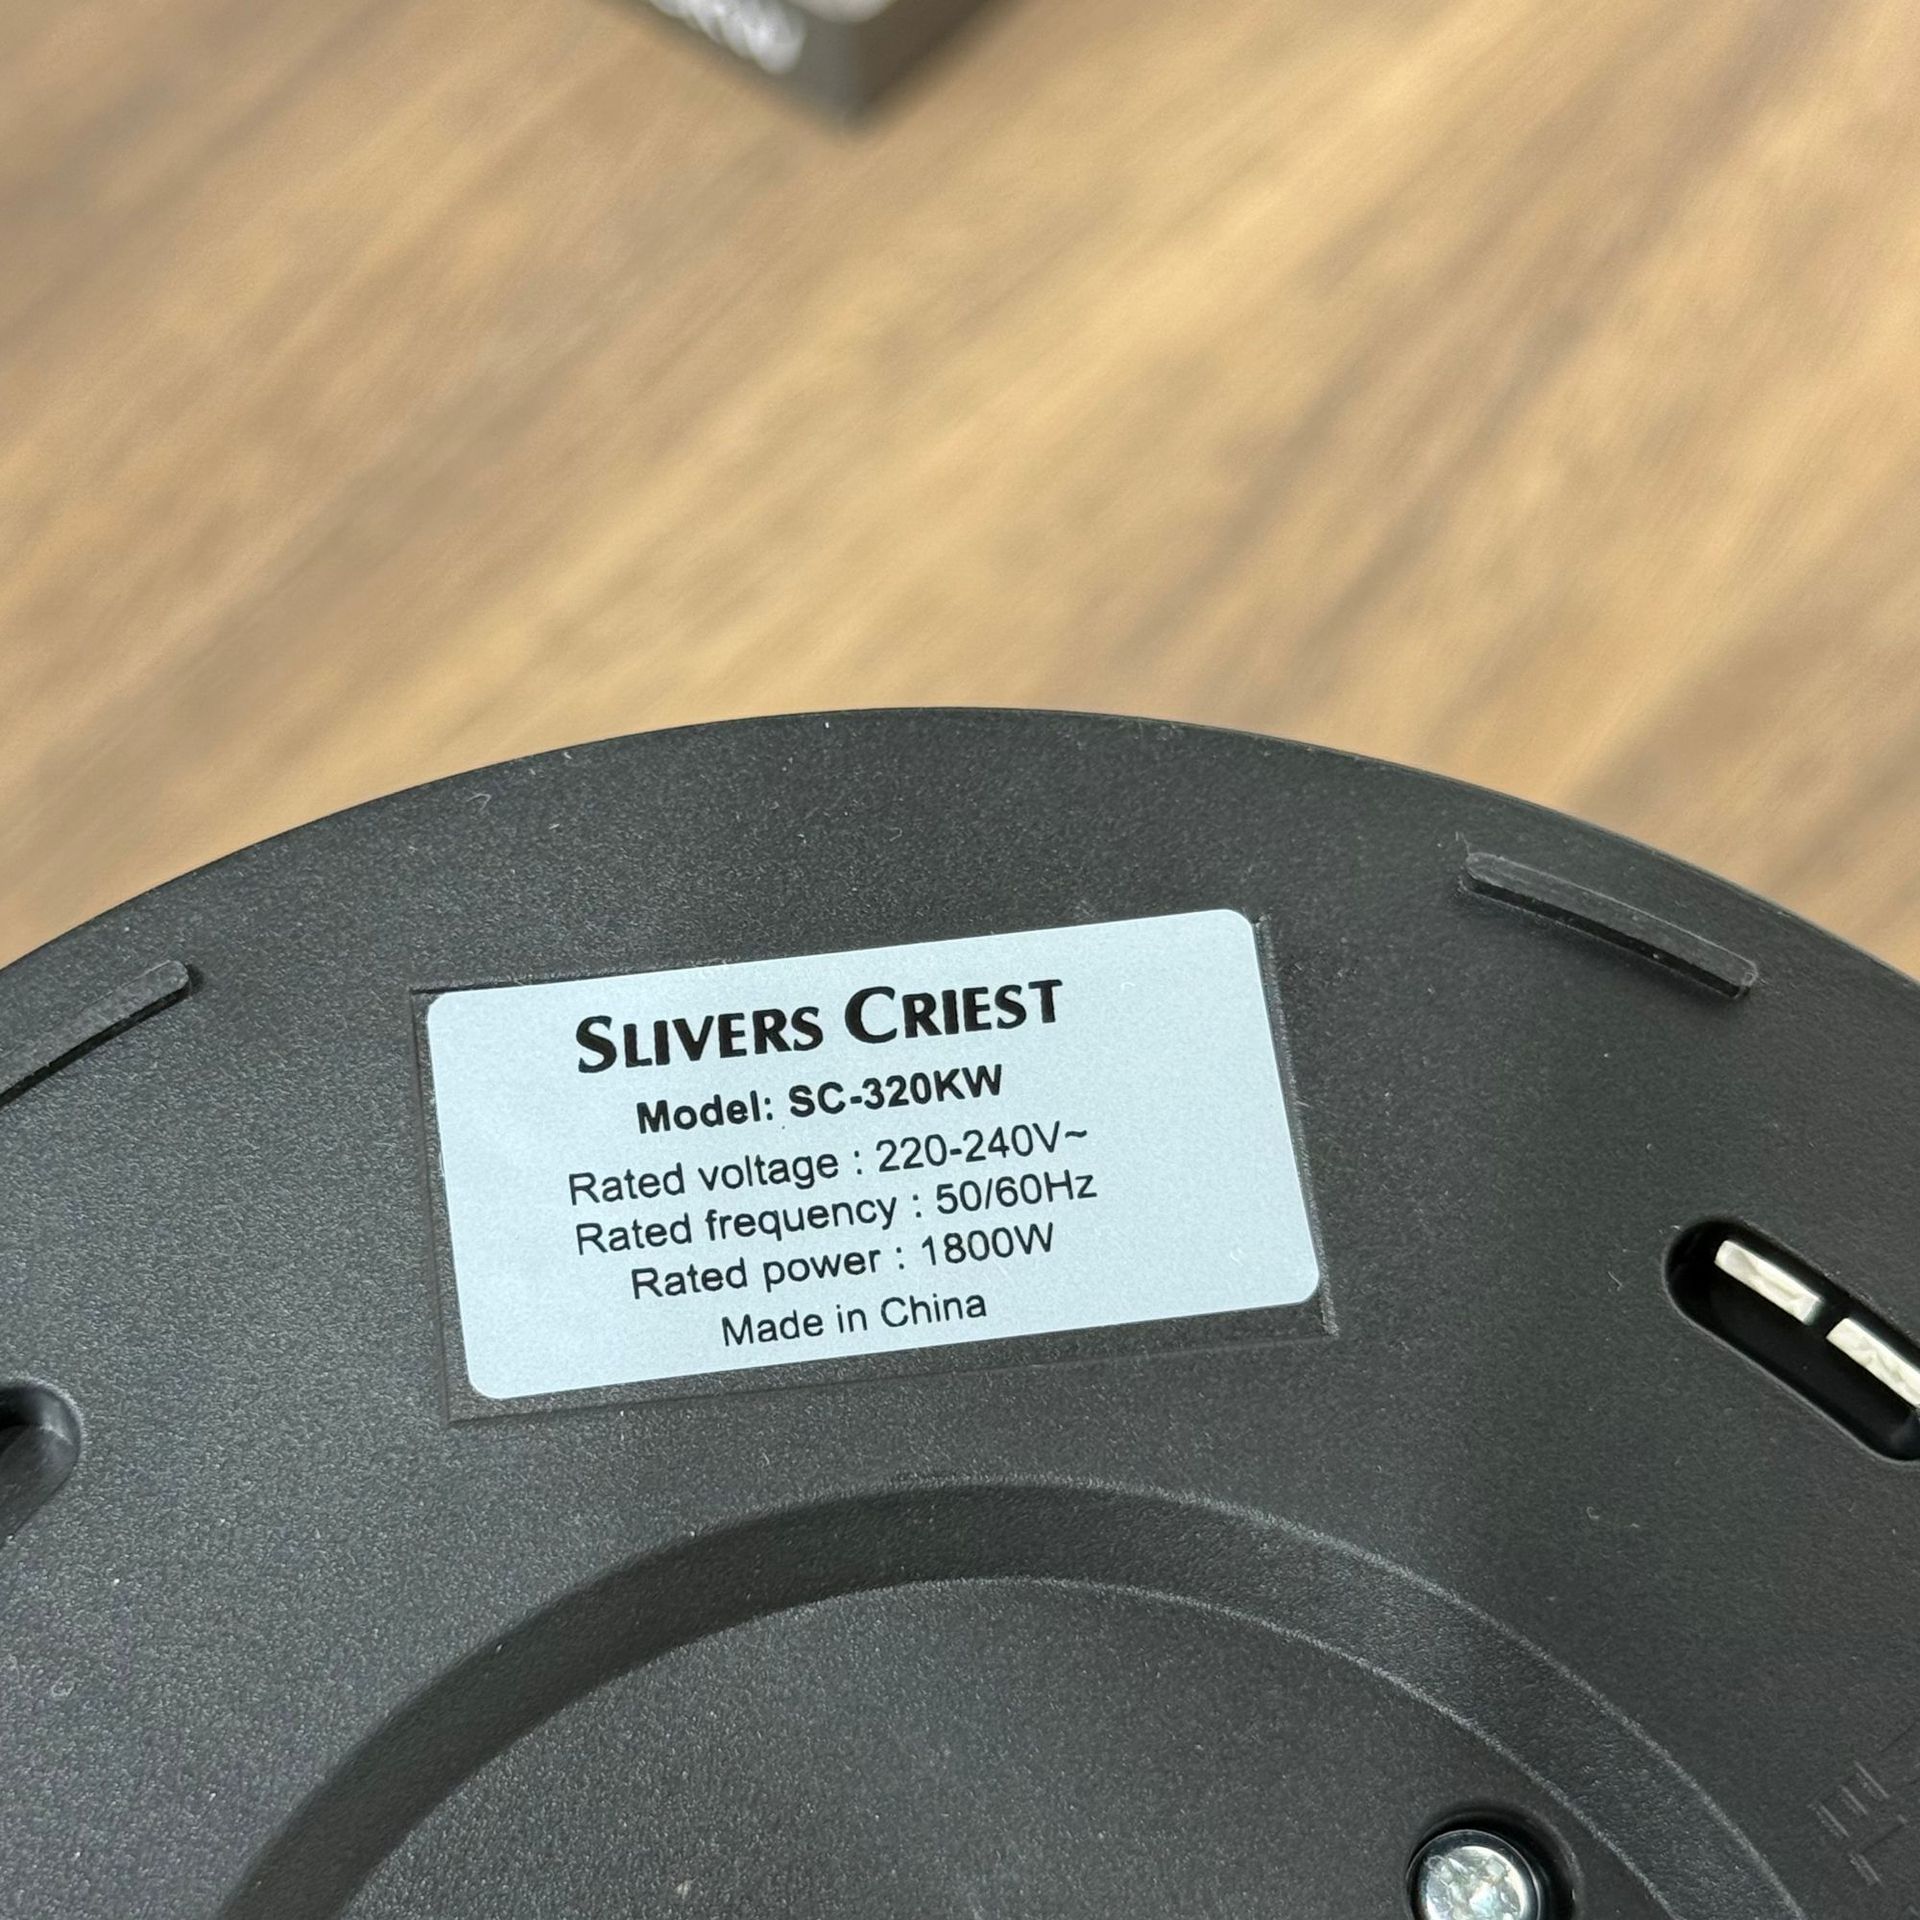 SLIVERS CRIEST
Model: SC-320KW
Rated voltage : 220-240V~
Rated frequency : 50/60Hz
Rated power : 1800W
Made in China